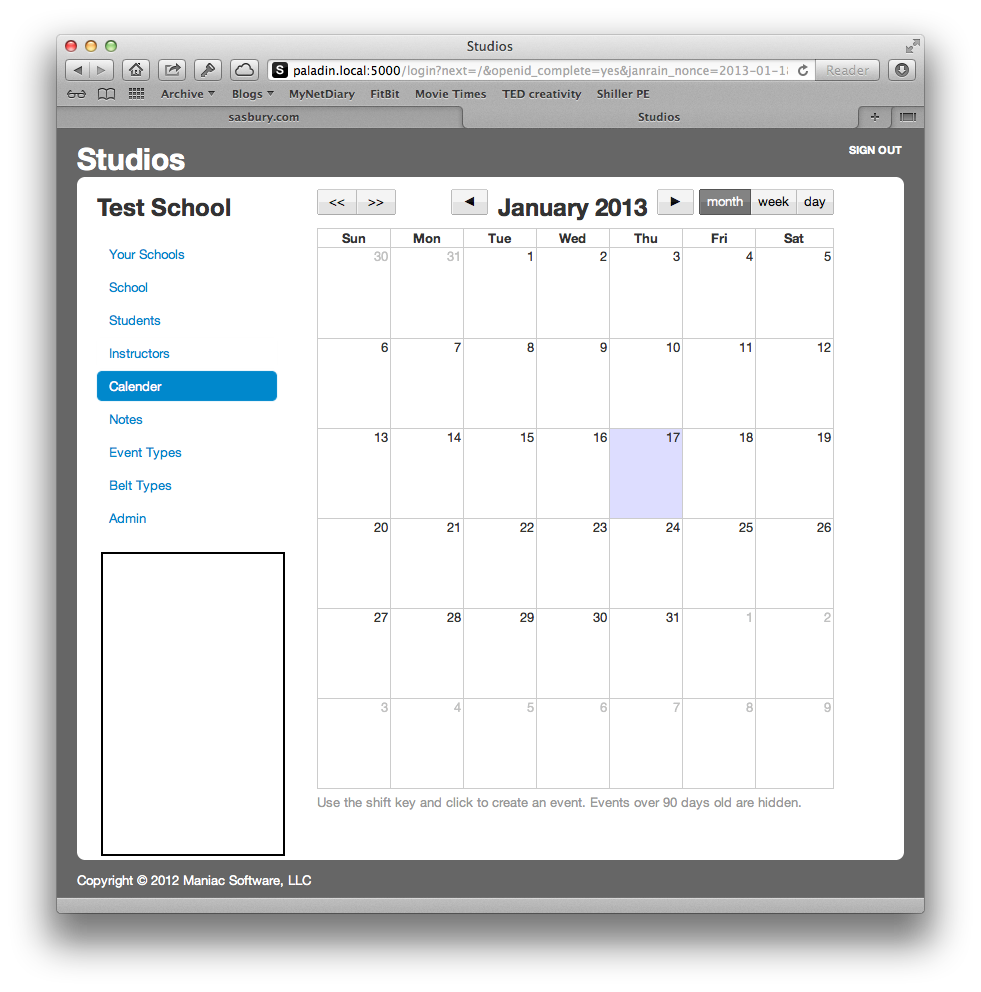 Studios
S paladin.local:5000/login?next=/&openid_complete=yes&janrain_nonce=2013-01-18 Reader
Archive Blogs MyNetDiary FitBit Movie Times TED creativity Shiller PE
sasbury.com Studios +
Studios SIGN OUT
Test School
Your Schools
School
Students
Instructors
Calender
Notes
Event Types
Belt Types
Admin
<< >> ◄ January 2013 ► month week day
Sun Mon Tue Wed Thu Fri Sat
30 31 1 2 3 4 5
6 7 8 9 10 11 12
13 14 15 16 17 18 19
20 21 22 23 24 25 26
27 28 29 30 31 1 2
3 4 5 6 7 8 9
Use the shift key and click to create an event. Events over 90 days old are hidden.
Copyright © 2012 Maniac Software, LLC